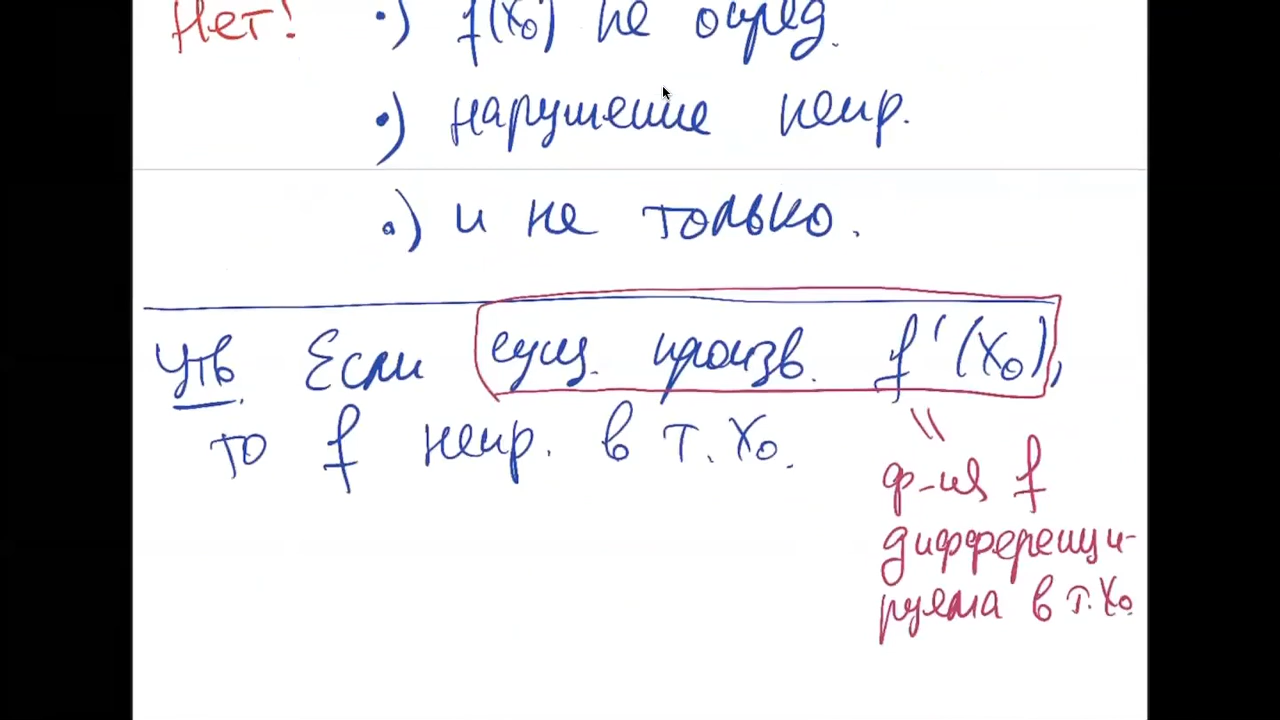 Нет! •) f(x₀) не опред.
•) нарушение непр.
•) и не только.
Утв. Если сущ. произв. f'(x₀),
то f непр. в т. x₀.
ф-ия f
дифференци-
руема в т. x₀